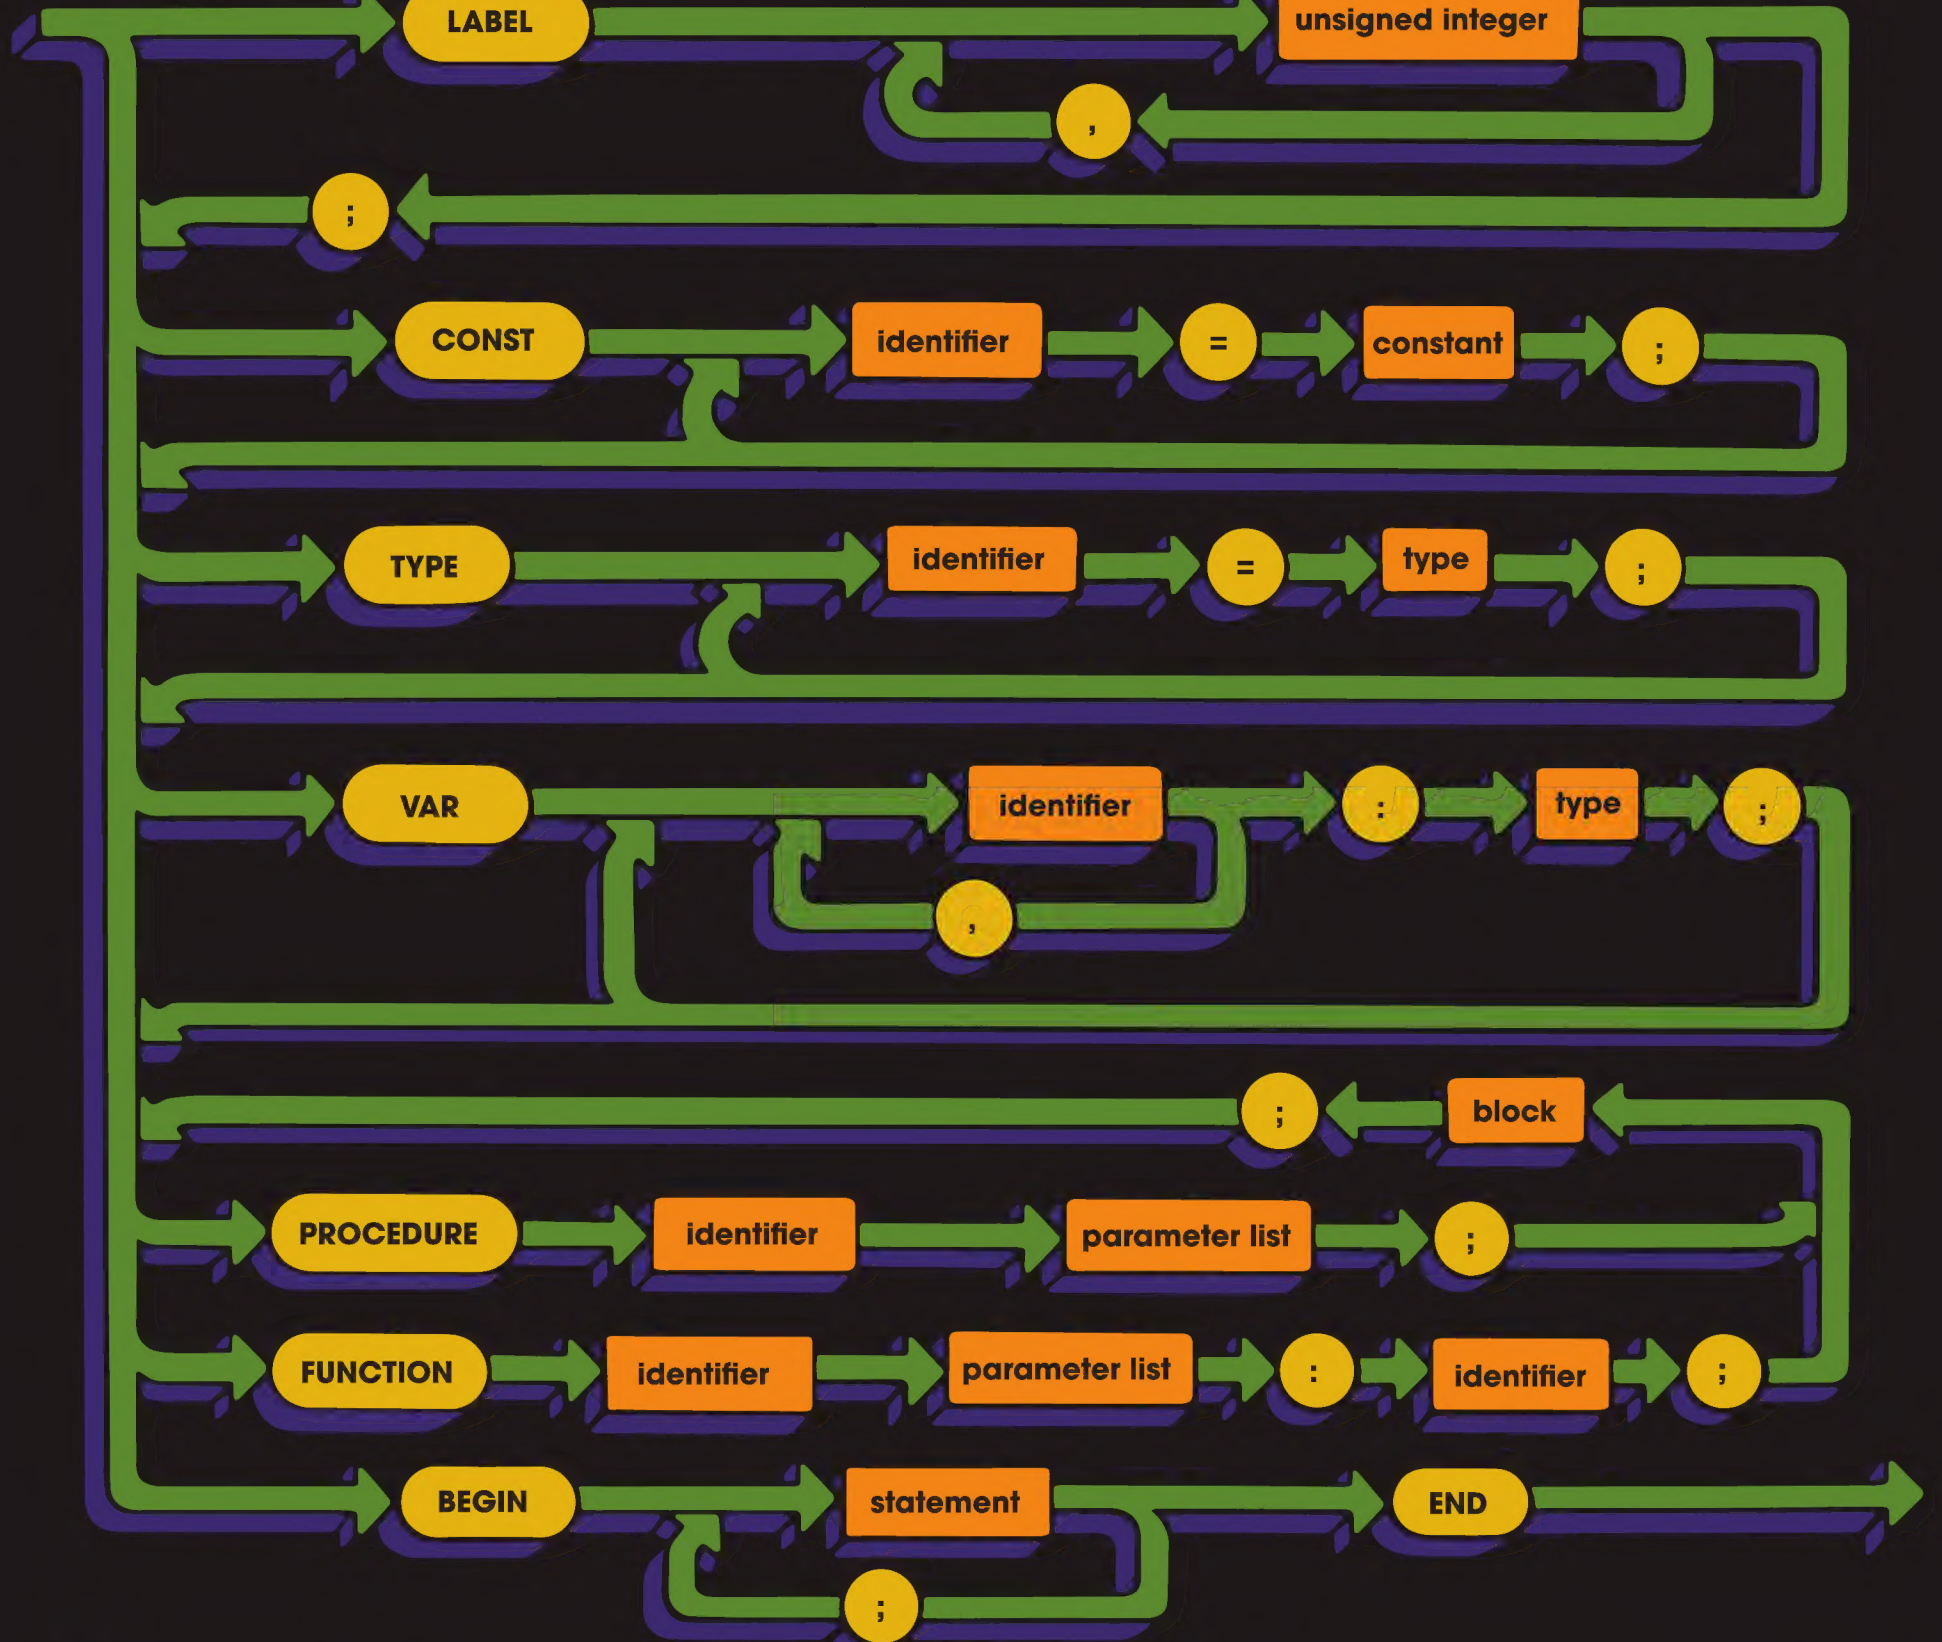 LABEL unsigned integer
,
;
CONST identifier = constant ;
TYPE identifier = type ;
VAR identifier : type ;
,
; block
PROCEDURE identifier parameter list ;
FUNCTION identifier parameter list : identifier ;
BEGIN statement END
;